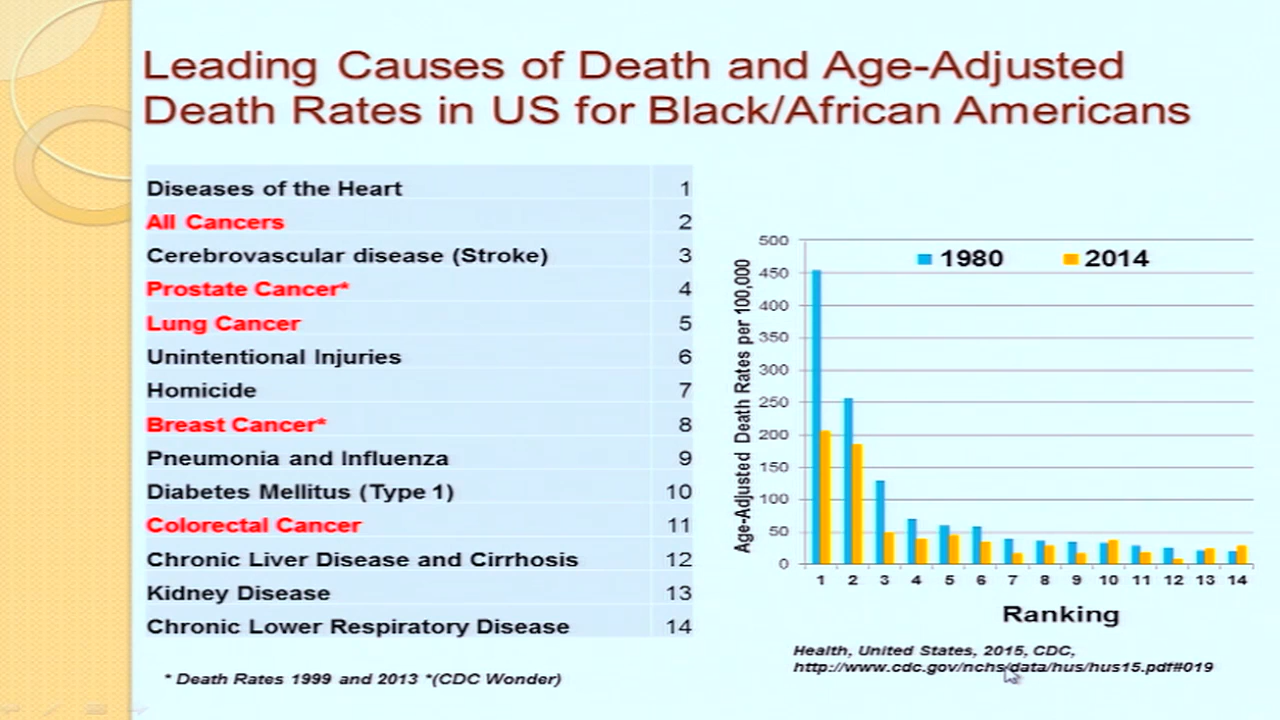 Leading Causes of Death and Age-Adjusted
Death Rates in US for Black/African Americans
Diseases of the Heart 1
All Cancers 2
Cerebrovascular disease (Stroke) 3
Prostate Cancer* 4
Lung Cancer 5
Unintentional Injuries 6
Homicide 7
Breast Cancer* 8
Pneumonia and Influenza 9
Diabetes Mellitus (Type 1) 10
Colorectal Cancer 11
Chronic Liver Disease and Cirrhosis 12
Kidney Disease 13
Chronic Lower Respiratory Disease 14
* Death Rates 1999 and 2013 *(CDC Wonder)
Age-Adjusted Death Rates per 100,000
500
450
400
350
300
250
200
150
100
50
0
1980 2014
1 2 3 4 5 6 7 8 9 10 11 12 13 14
Ranking
Health, United States, 2015, CDC,
http://www.cdc.gov/nchs/data/hus/hus15.pdf#019